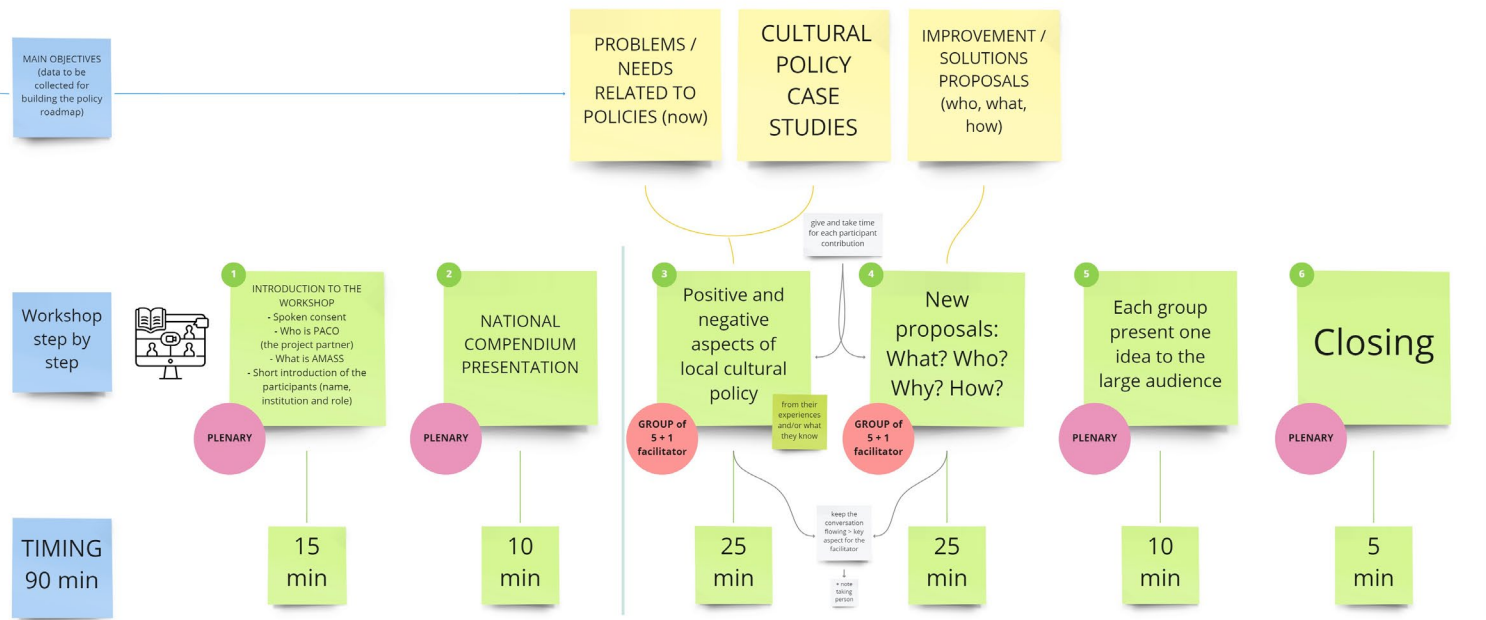 MAIN OBJECTIVES
(data to be
collected for
building the policy
roadmap)
PROBLEMS /
NEEDS
RELATED TO
POLICIES (now)
CULTURAL
POLICY
CASE
STUDIES
IMPROVEMENT /
SOLUTIONS
PROPOSALS
(who, what,
how)
give and take time
for each participant
contribution
Workshop
step by
step
1
INTRODUCTION TO THE
WORKSHOP
- Spoken consent
- Who is PACO
(the project partner)
- What is AMASS
- Short introduction of the
participants (name,
institution and role)
PLENARY
2
NATIONAL
COMPENDIUM
PRESENTATION
PLENARY
3
Positive and
negative
aspects of
local cultural
policy
from their
experiences
and/or what
they know
GROUP of
5 + 1
facilitator
4
New
proposals:
What? Who?
Why? How?
GROUP of
5 + 1
facilitator
5
Each group
present one
idea to the
large audience
PLENARY
6
Closing
PLENARY
keep the
conversation
flowing > key
aspect for the
facilitator
+ note
taking
person
TIMING
90 min
15
min
10
min
25
min
25
min
10
min
5
min